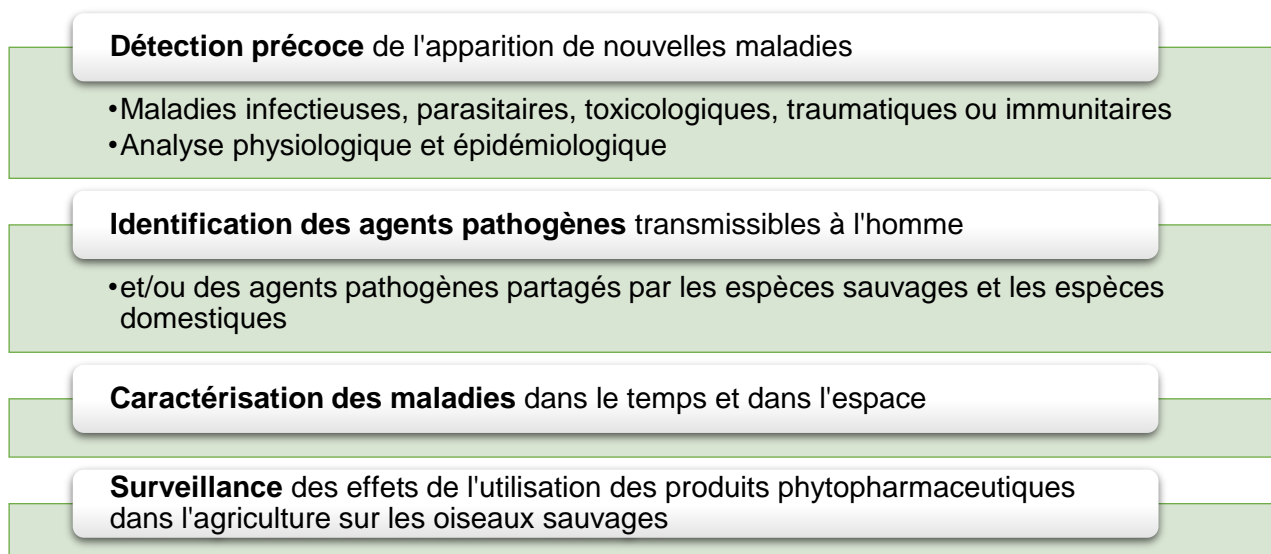 Détection précoce de l'apparition de nouvelles maladies
•Maladies infectieuses, parasitaires, toxicologiques, traumatiques ou immunitaires
•Analyse physiologique et épidémiologique
Identification des agents pathogènes transmissibles à l'homme
•et/ou des agents pathogènes partagés par les espèces sauvages et les espèces
domestiques
Caractérisation des maladies dans le temps et dans l'espace
Surveillance des effets de l'utilisation des produits phytopharmaceutiques
dans l'agriculture sur les oiseaux sauvages